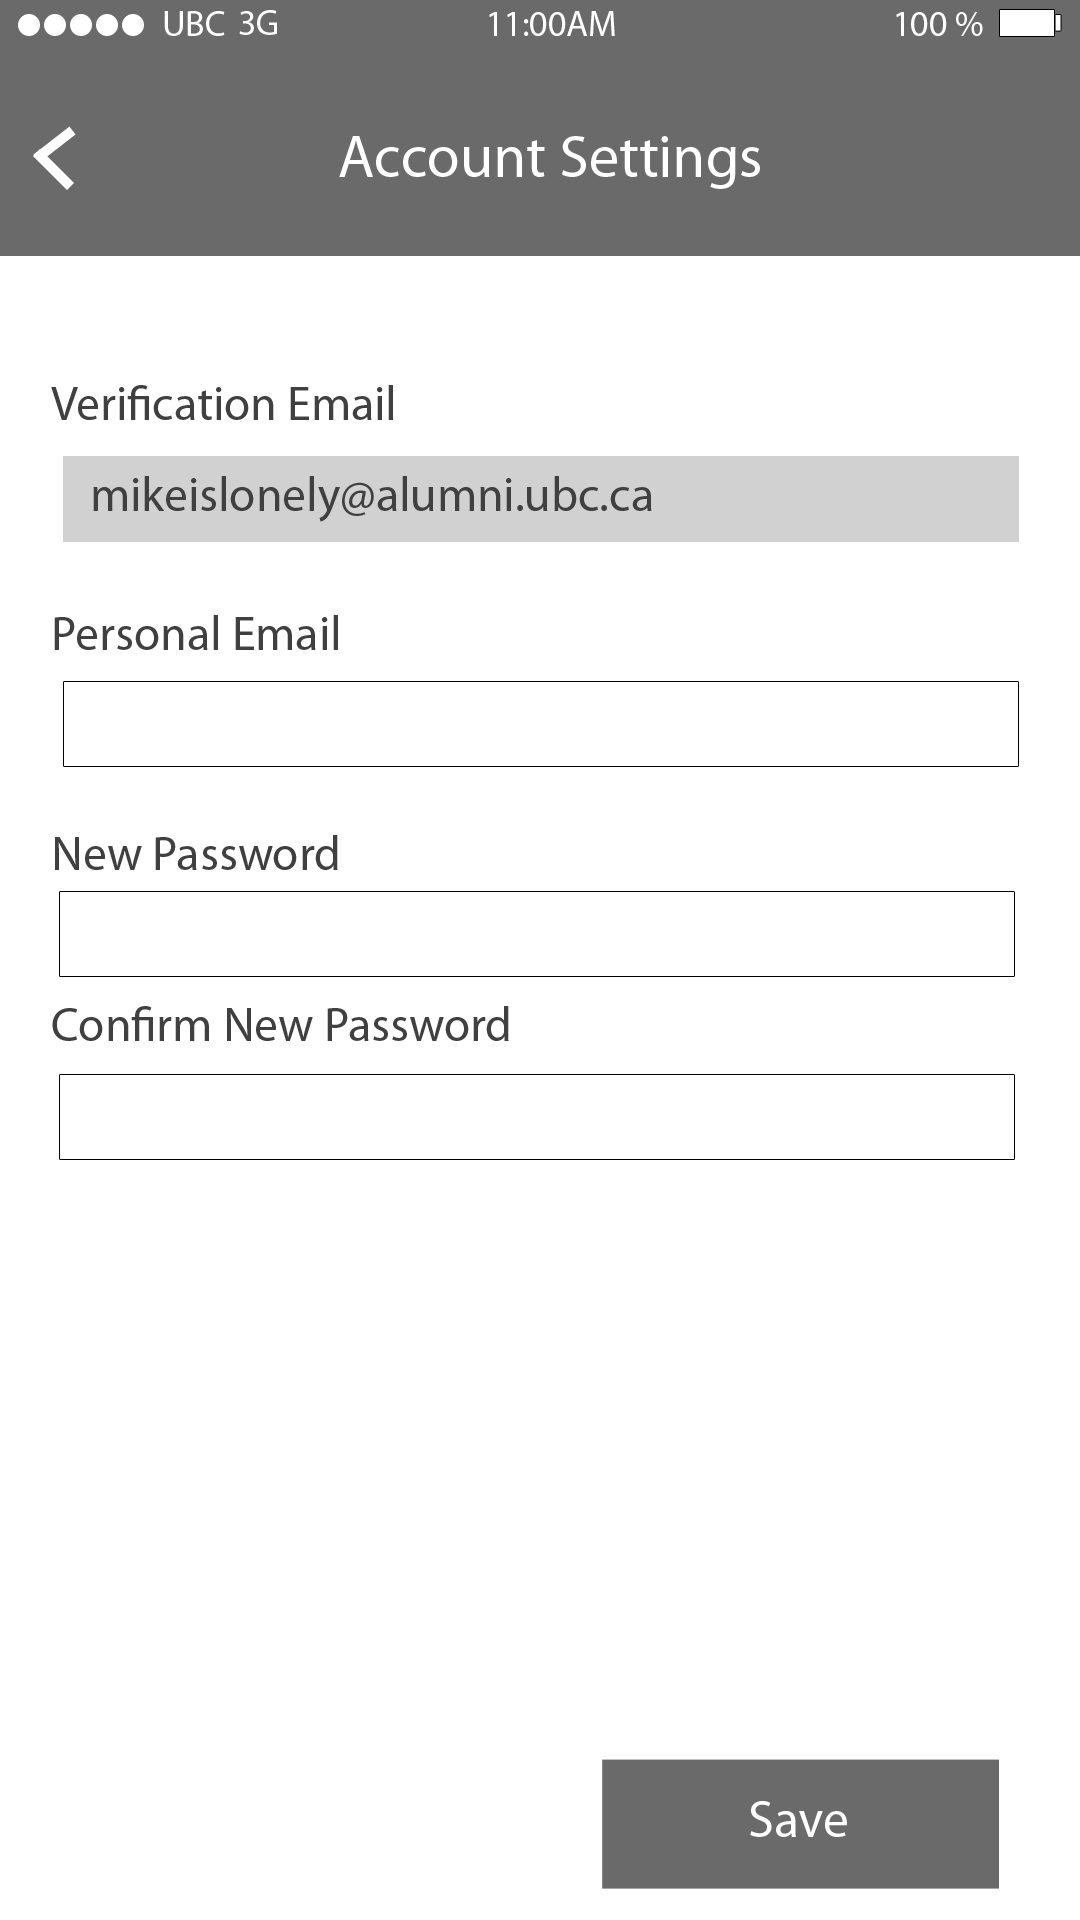 UBC 3G 11:00AM 100 %
Account Settings
Verification Email
mikeislonely@alumni.ubc.ca
Personal Email
New Password
Confirm New Password
Save